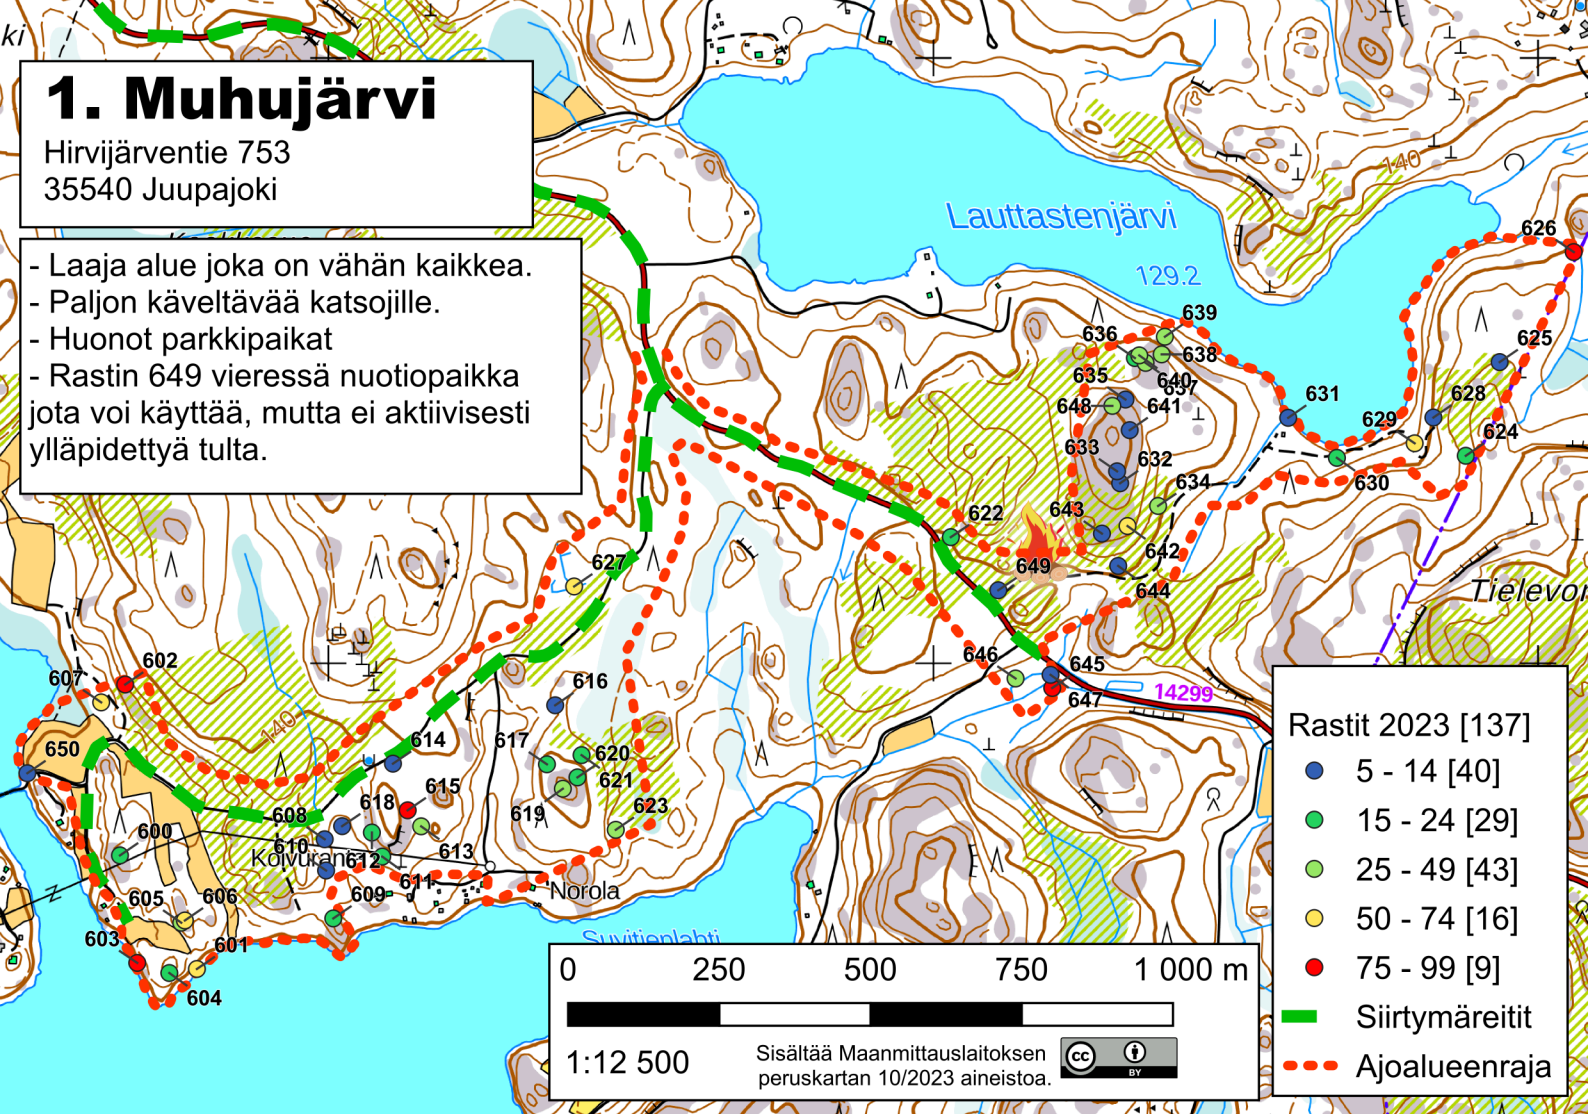 ki
1. Muhujärvi
Hirvijärventie 753
35540 Juupajoki
- Laaja alue joka on vähän kaikkea.
- Paljon käveltävää katsojille.
- Huonot parkkipaikat
- Rastin 649 vieressä nuotiopaikka
jota voi käyttää, mutta ei aktiivisesti
ylläpidettyä tulta.
140
Lauttastenjärvi
129.2
626
639
636
638
625
635
640
637
648
641
631
628
629
624
633
632
634
630
622
643
642
627
649
644
Tielevor
602
607
646
645
647
14299
616
140
650
614
617
620
621
619
623
618
615
608
600
610
Koivuran
612
613
611
609
Norola
605
606
603
601
604
N
Suvitienlahti
0 250 500 750 1 000 m
1:12 500
Sisältää Maanmittauslaitoksen
peruskartan 10/2023 aineistoa.
cc
BY
Rastit 2023 [137]
5 - 14 [40]
15 - 24 [29]
25 - 49 [43]
50 - 74 [16]
75 - 99 [9]
Siirtymäreitit
Ajoalueenraja